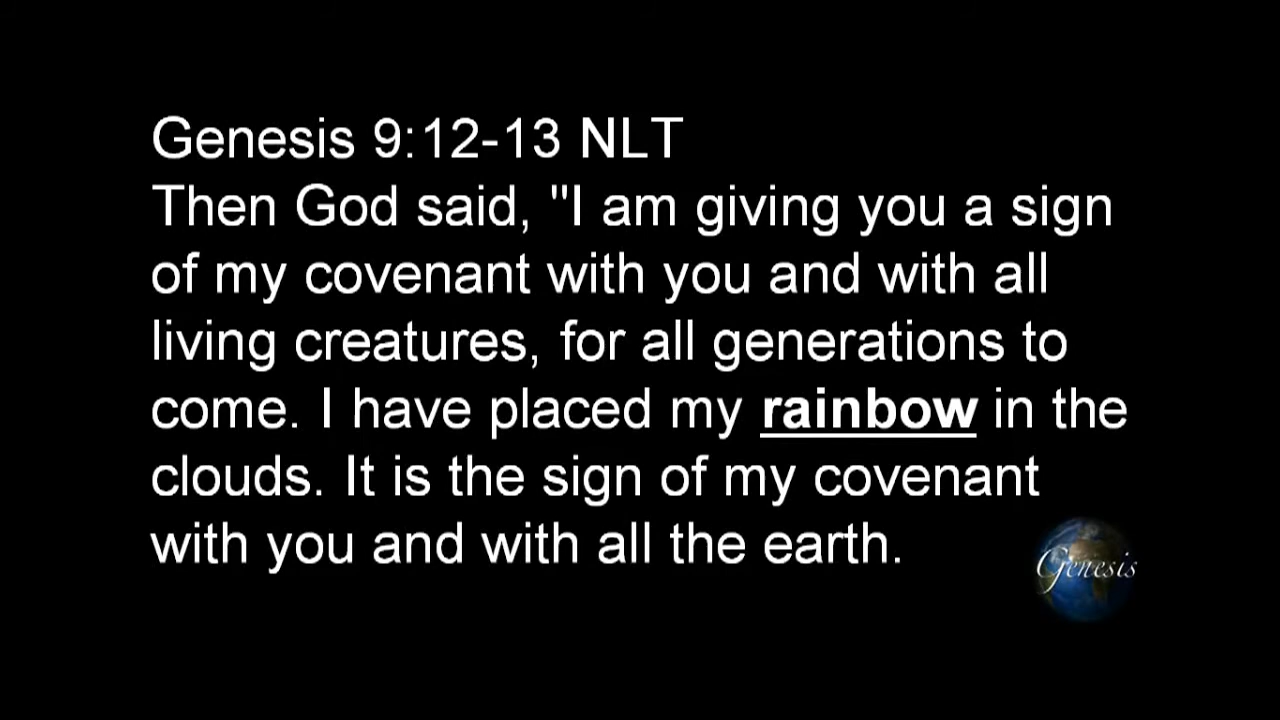 Genesis 9:12-13 NLT
Then God said, "I am giving you a sign
of my covenant with you and with all
living creatures, for all generations to
come. I have placed my rainbow in the
clouds. It is the sign of my covenant
with you and with all the earth.
Genesis